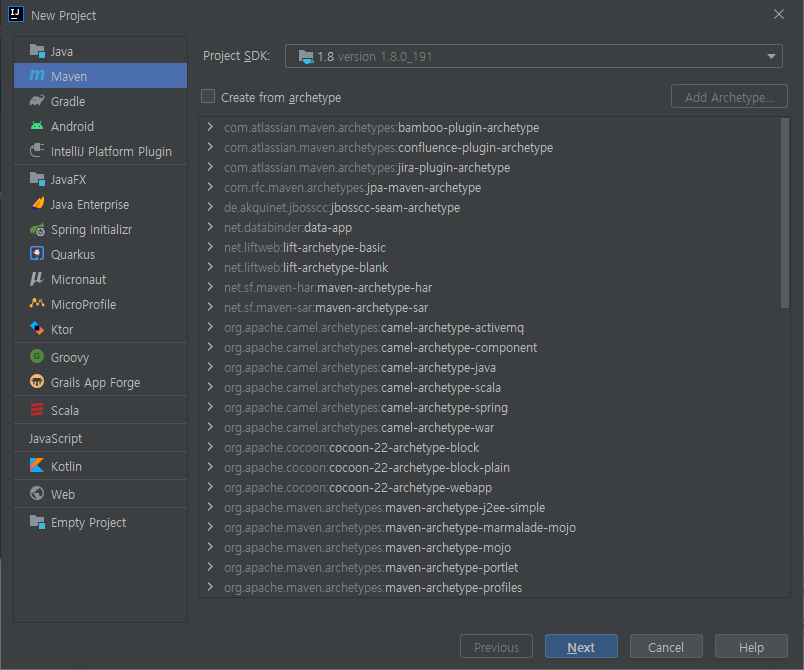 New Project
Java
Maven
Gradle
Android
IntelliJ Platform Plugin
JavaFX
Java Enterprise
Spring Initializr
Quarkus
Micronaut
MicroProfile
Ktor
Groovy
Grails App Forge
Scala
JavaScript
Kotlin
Web
Empty Project
Project SDK: 1.8 version 1.8.0_191
Create from archetype Add Archetype...
com.atlassian.maven.archetypes:bamboo-plugin-archetype
com.atlassian.maven.archetypes:confluence-plugin-archetype
com.atlassian.maven.archetypes:jira-plugin-archetype
com.rfc.maven.archetypes:jpa-maven-archetype
de.akquinet.jbosscc:jbosscc-seam-archetype
net.databinder:data-app
net.liftweb:lift-archetype-basic
net.liftweb:lift-archetype-blank
net.sf.maven-har:maven-archetype-har
net.sf.maven-sar:maven-archetype-sar
org.apache.camel.archetypes:camel-archetype-activemq
org.apache.camel.archetypes:camel-archetype-component
org.apache.camel.archetypes:camel-archetype-java
org.apache.camel.archetypes:camel-archetype-scala
org.apache.camel.archetypes:camel-archetype-spring
org.apache.camel.archetypes:camel-archetype-war
org.apache.cocoon:cocoon-22-archetype-block
org.apache.cocoon:cocoon-22-archetype-block-plain
org.apache.cocoon:cocoon-22-archetype-webapp
org.apache.maven.archetypes:maven-archetype-j2ee-simple
org.apache.maven.archetypes:maven-archetype-marmalade-mojo
org.apache.maven.archetypes:maven-archetype-mojo
org.apache.maven.archetypes:maven-archetype-portlet
org.apache.maven.archetypes:maven-archetype-profiles
Previous Next Cancel Help